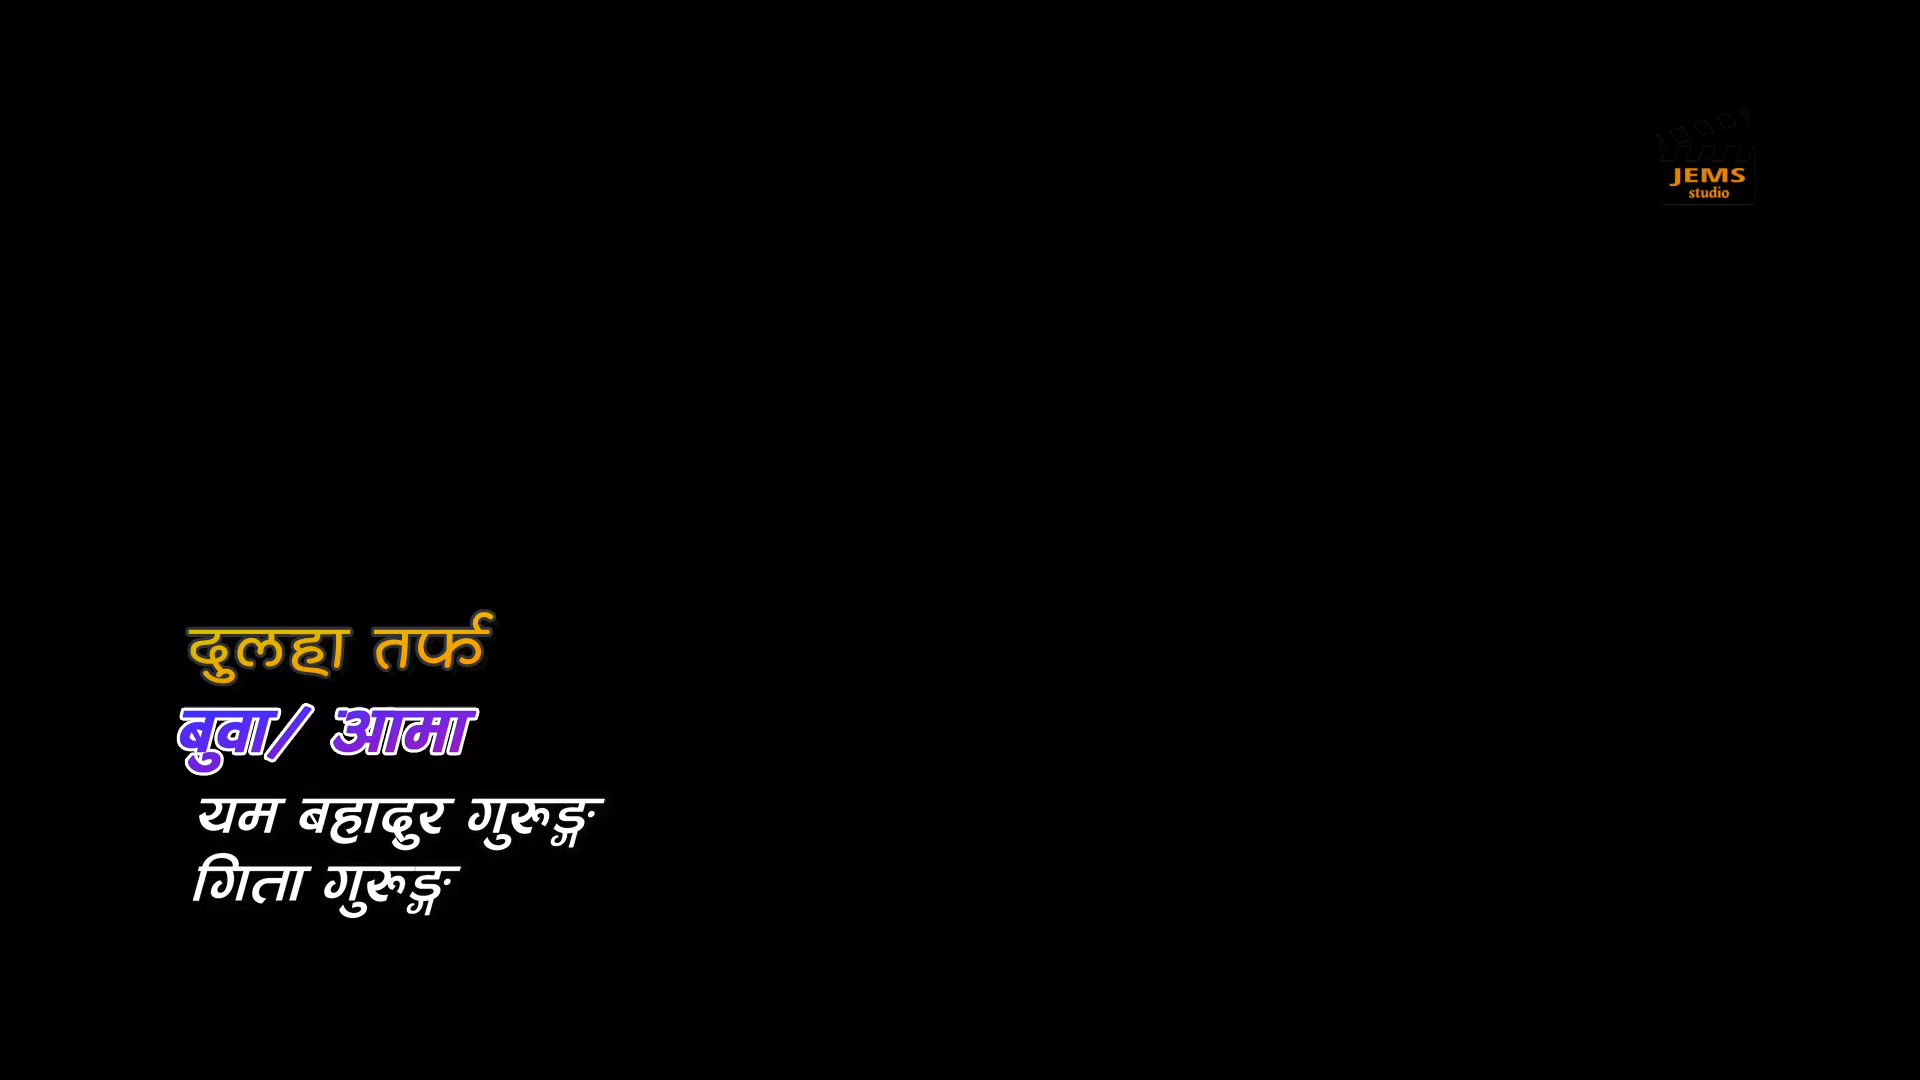 JEMS
studio
दुलहा तर्फ
बुवा/ आमा
यम बहादुर गुरूङ्ग
गिता गुरूङ्ग